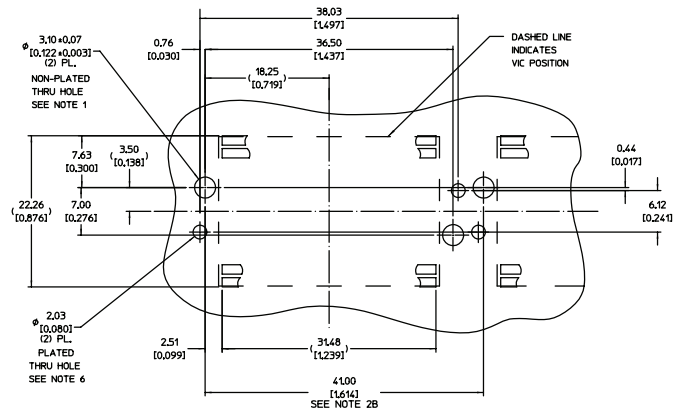 38.03
[1.497]
ø 3.10±0.07
[0.122±0.003]
(2) PL.
NON-PLATED
THRU HOLE
SEE NOTE 1
0.76
[0.030]
36.50
[1.437]
DASHED LINE
INDICATES
VIC POSITION
(18.25
[0.719])
7.63
[0.300]
(3.50
[0.138])
0.44
[0.017]
(22.26
[0.876])
7.00
[0.276]
6.12
[0.241]
ø 2.03
[0.080]
(2) PL.
PLATED
THRU HOLE
SEE NOTE 6
2.51
[0.099]
31.48
[1.239]
41.00
[1.614]
SEE NOTE 2B